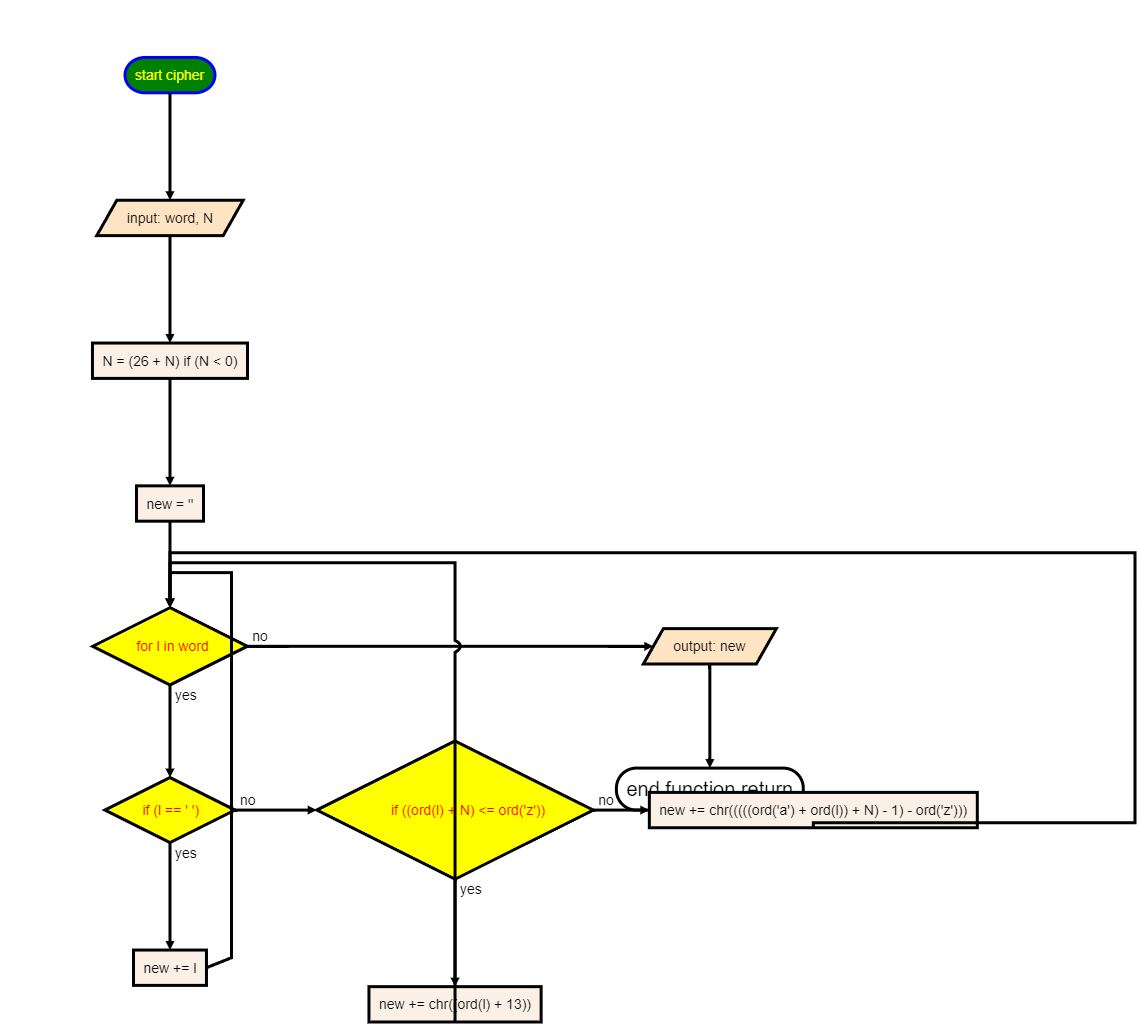 start cipher
input: word, N
N = (26 + N) if (N < 0)
new = ''
for l in word
no
output: new
yes
if (l == ' ')
no
if ((ord(l) + N) <= ord('z'))
no
end function return
new += chr(((((ord('a') + ord(l)) + N) - 1) - ord('z')))
yes
yes
new += l
new += chr((ord(l) + 13))